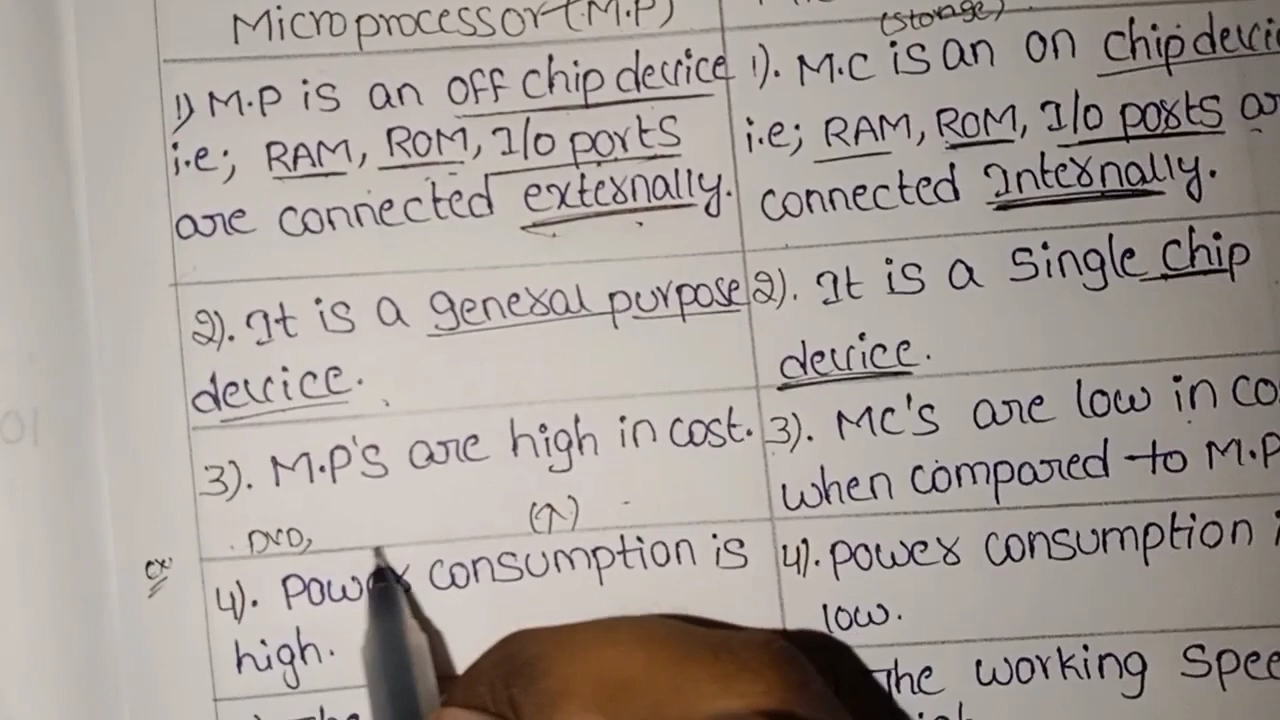 Microprocessor (M.P)
(storage)
1) M.P is an off chip device
i.e; RAM, ROM, I/o ports
are connected externally.
1). M.C is an on chip
i.e; RAM, ROM, I/o ports
connected Internally.
2). It is a general purpose
device.
2). It is a Single chip
device.
3). M.P's are high in cost.
(↑)
DVD,
3). MC's are low in
when compared to M.P
ex
4). Power consumption is
high.
4). power consumption
low.
The working